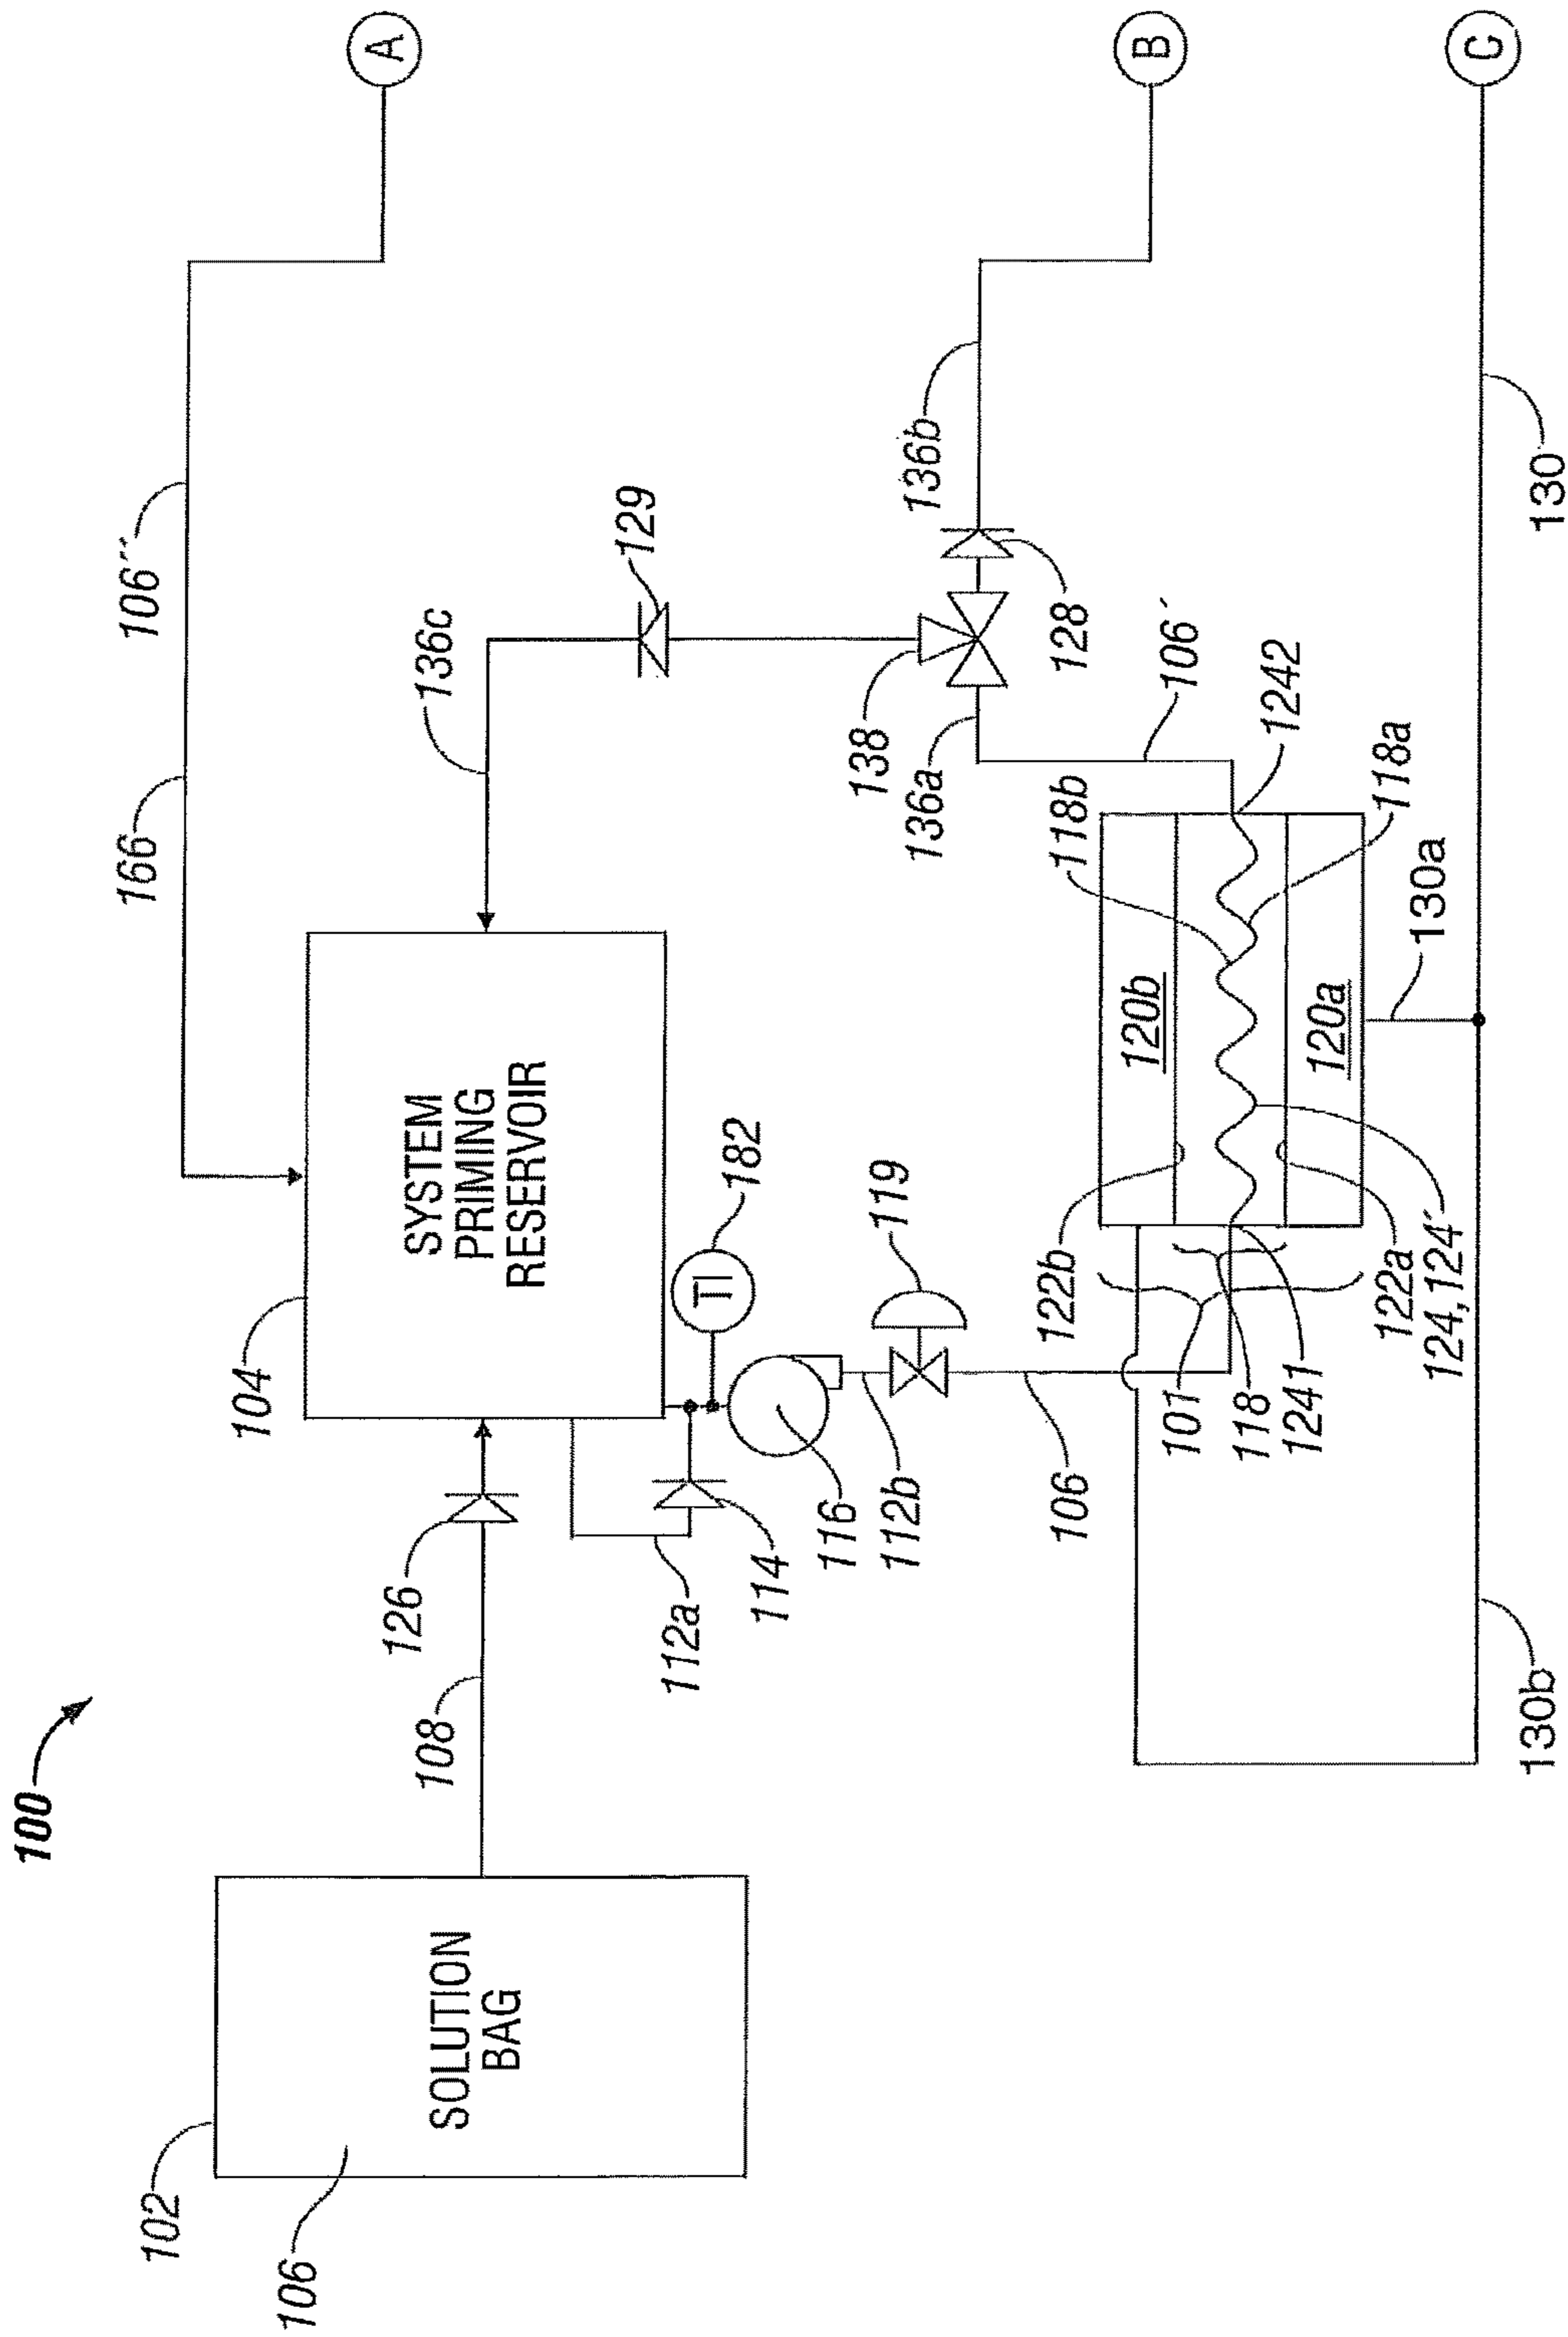 100
102
166
106´´
104
106
A
126
108
136c
SOLUTION
BAG
SYSTEM
PRIMING
RESERVOIR
129
112a
TI
182
114
116
138
119
112b
136a
136b
106
122b
118b
128
120b
B
101
106´
118
1242
1241
120a
122a
118a
130a
124,124´
C
130b
130